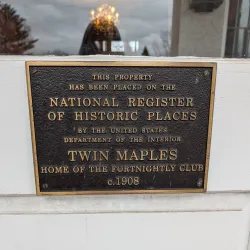 THIS PROPERTY
HAS BEEN PLACED ON THE
NATIONAL REGISTER
OF HISTORIC PLACES
BY THE UNITED STATES
DEPARTMENT OF THE INTERIOR
TWIN MAPLES
HOME OF THE FORTNIGHTLY CLUB
c.1908